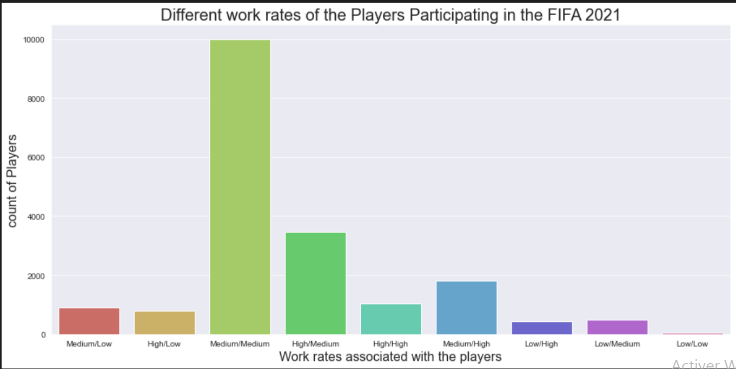 Different work rates of the Players Participating in the FIFA 2021
10000
8000
6000
4000
2000
0
count of Players
Medium/Low High/Low Medium/Medium High/Medium High/High Medium/High Low/High Low/Medium Low/Low
Work rates associated with the players
Activer W